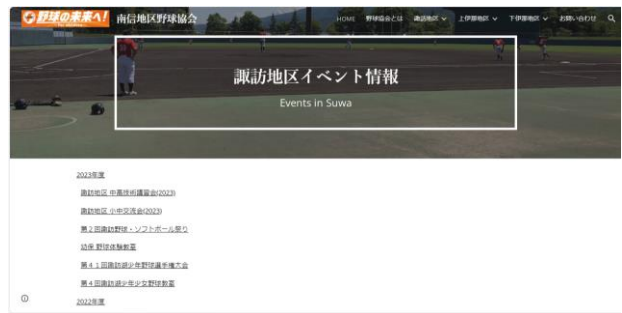 野球の未来へ! 南信地区野球協会 HOME 野球協会とは 諏訪地区 上伊那地区 下伊那地区 お問い合わせ
諏訪地区イベント情報
Events in Suwa
2023年度
諏訪地区 中高技術講習会(2023)
諏訪地区 小中交流会(2023)
第2回諏訪野球・ソフトボール祭り
幼保 野球体験教室
第41回諏訪湖少年野球選手権大会
第4回諏訪湖少年少女野球教室
2022年度